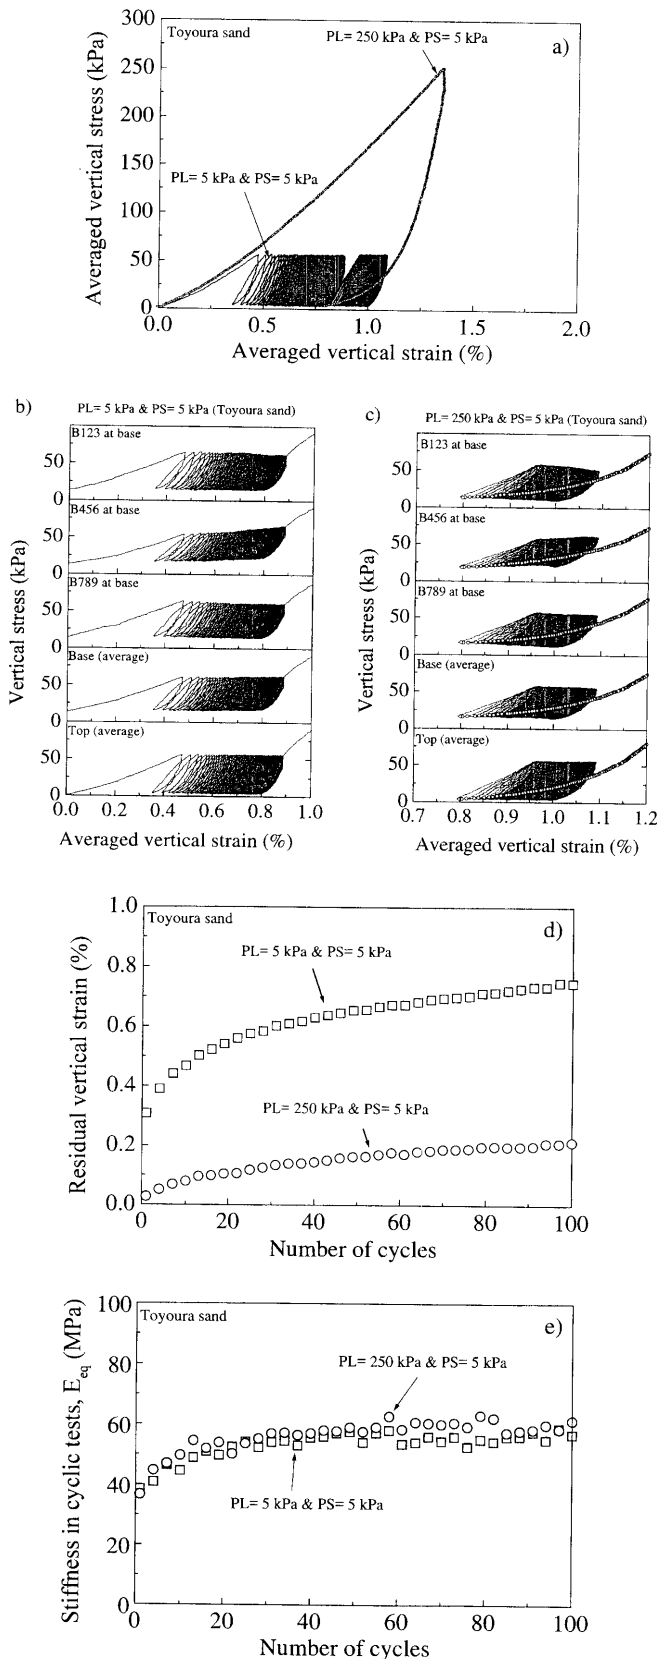 Toyoura sand
PL= 250 kPa & PS= 5 kPa
a)
PL= 5 kPa & PS= 5 kPa
300
250
200
150
100
50
0
Averaged vertical stress (kPa)
0.0
0.5
1.0
1.5
2.0
Averaged vertical strain (%)
b)
PL= 5 kPa & PS= 5 kPa (Toyoura sand)
B123 at base
50
0
B456 at base
50
0
B789 at base
50
0
Base (average)
50
0
Top (average)
50
0
Vertical stress (kPa)
0.0
0.2
0.4
0.6
0.8
1.0
Averaged vertical strain (%)
c)
PL= 250 kPa & PS= 5 kPa (Toyoura sand)
B123 at base
50
0
B456 at base
50
0
B789 at base
50
0
Base (average)
50
0
Top (average)
50
0
Vertical stress (kPa)
0.7
0.8
0.9
1.0
1.1
1.2
Averaged vertical strain (%)
Toyoura sand
d)
PL= 5 kPa & PS= 5 kPa
PL= 250 kPa & PS= 5 kPa
1.0
0.8
0.6
0.4
0.2
0.0
Residual vertical strain (%)
0
20
40
60
80
100
Number of cycles
Toyoura sand
e)
PL= 250 kPa & PS= 5 kPa
PL= 5 kPa & PS= 5 kPa
100
80
60
40
20
0
Stiffness in cyclic tests, Eeq (MPa)
0
20
40
60
80
100
Number of cycles